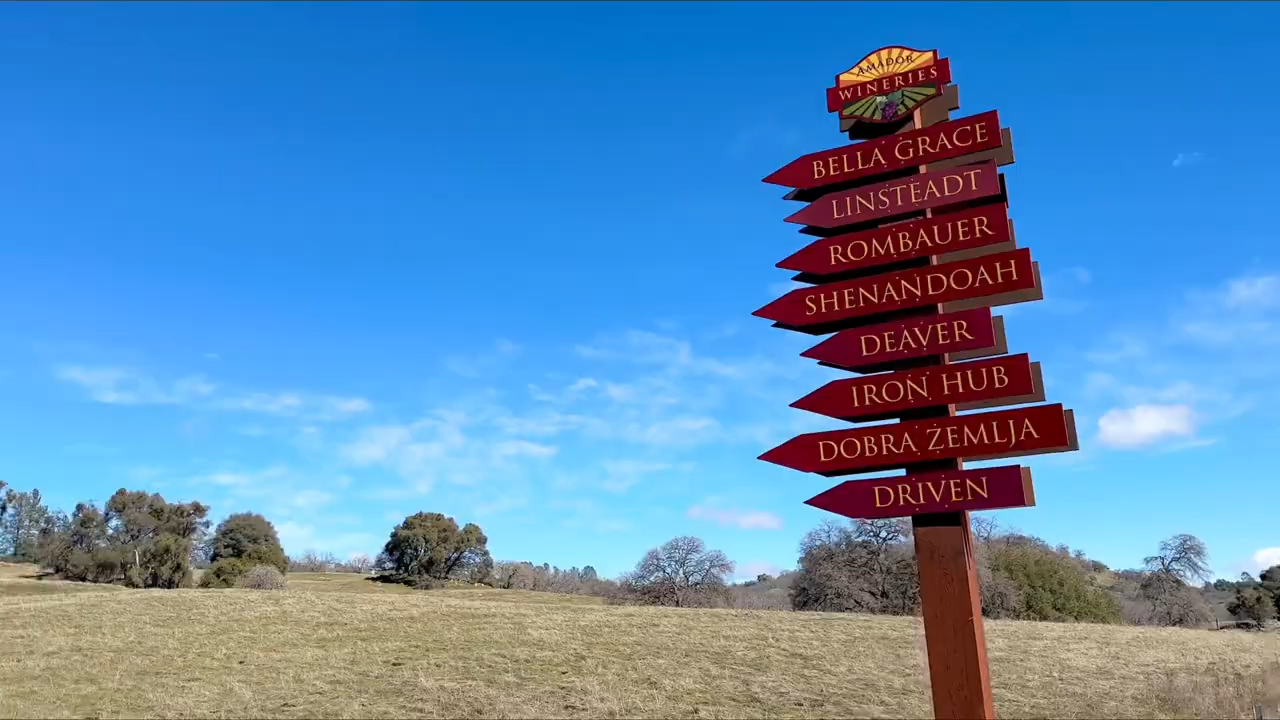 AMADOR
WINERIES
BELLA GRACE
LINSTEADT
ROMBAUER
SHENANDOAH
DEAVER
IRON HUB
DOBRA ZEMLJA
DRIVEN